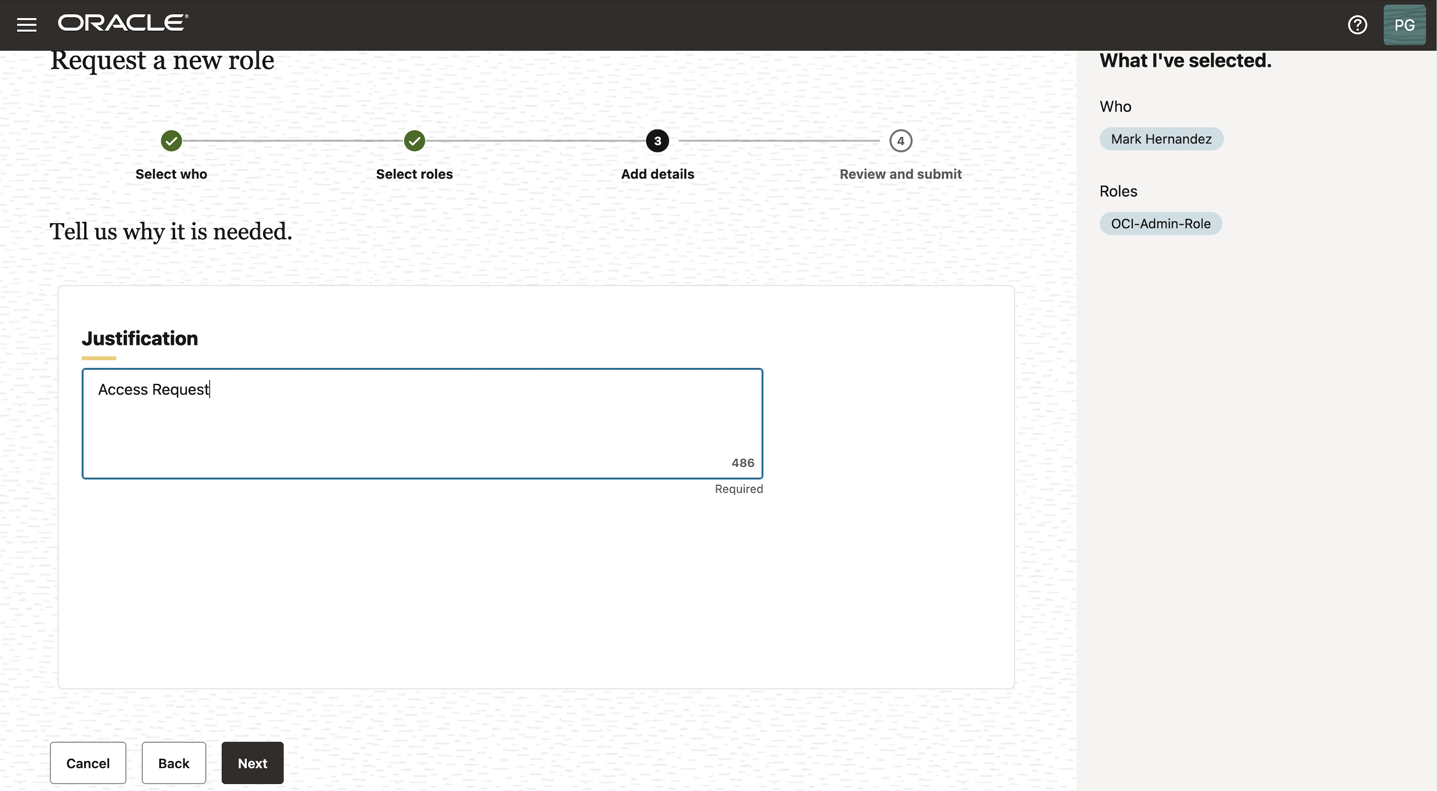 ORACLE
PG
Request a new role
What I've selected.
Who
Mark Hernandez
Roles
OCI-Admin-Role
3
4
Select who
Select roles
Add details
Review and submit
Tell us why it is needed.
Justification
Access Request
486
Required
Cancel
Back
Next